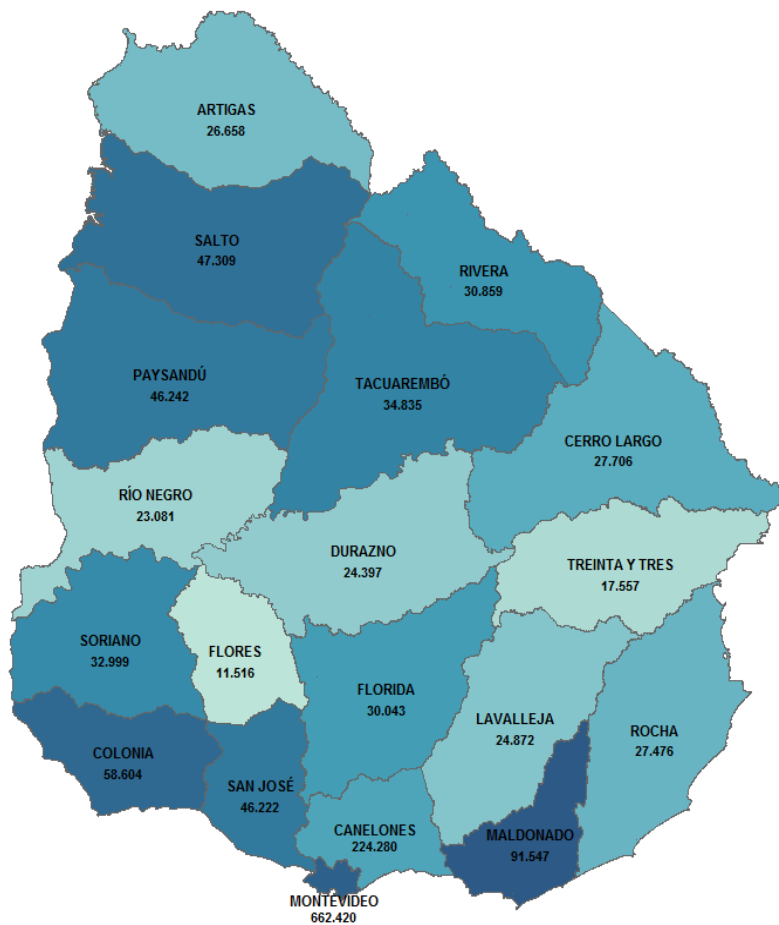 ARTIGAS
26.658
SALTO
47.309
RIVERA
30.859
PAYSANDÚ
46.242
TACUAREMBÓ
34.835
CERRO LARGO
27.706
RÍO NEGRO
23.081
DURAZNO
24.397
TREINTA Y TRES
17.557
SORIANO
32.999
FLORES
11.516
FLORIDA
30.043
LAVALLEJA
24.872
ROCHA
27.476
COLONIA
58.604
SAN JOSÉ
46.222
CANELONES
224.280
MALDONADO
91.547
MONTEVIDEO
662.420